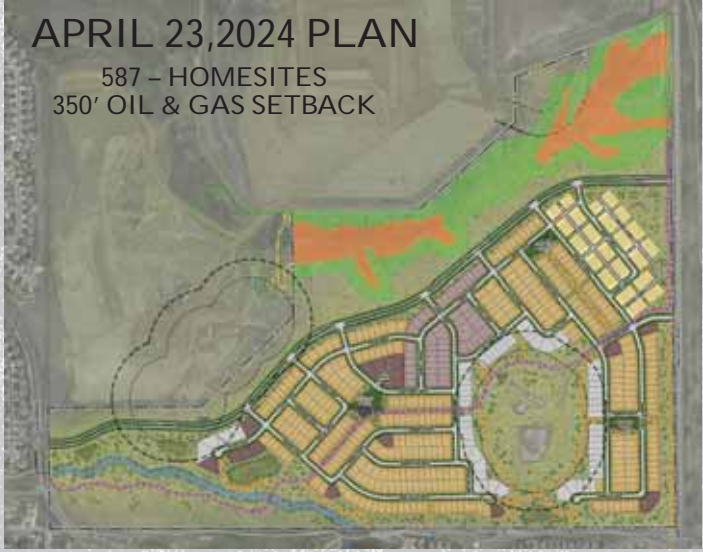 APRIL 23,2024 PLAN
587 – HOMESITES
350' OIL & GAS SETBACK